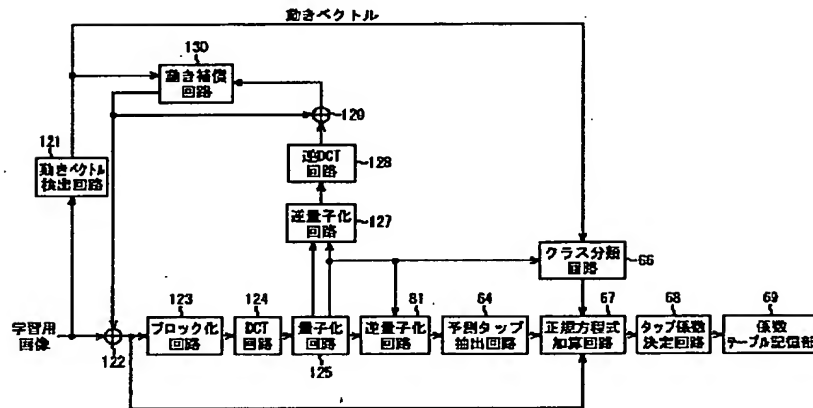 動きベクトル
130
動き補償
回路
120
121
動きベクトル
検出回路
逆DCT
回路
128
逆量子化
回路
127
クラス分類
回路
66
学習用
画像
122
123
ブロック化
回路
124
DCT
回路
量子化
回路
125
81
逆量子化
回路
64
予測タップ
抽出回路
67
正規方程式
加算回路
68
タップ係数
決定回路
69
係数
テーブル記憶部